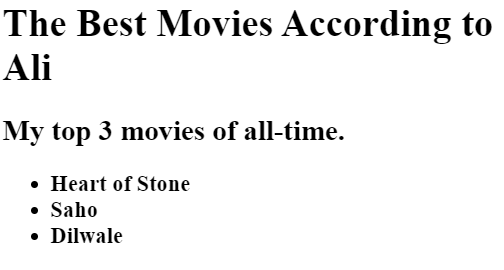 The Best Movies According to
Ali
My top 3 movies of all-time.
• Heart of Stone
• Saho
• Dilwale